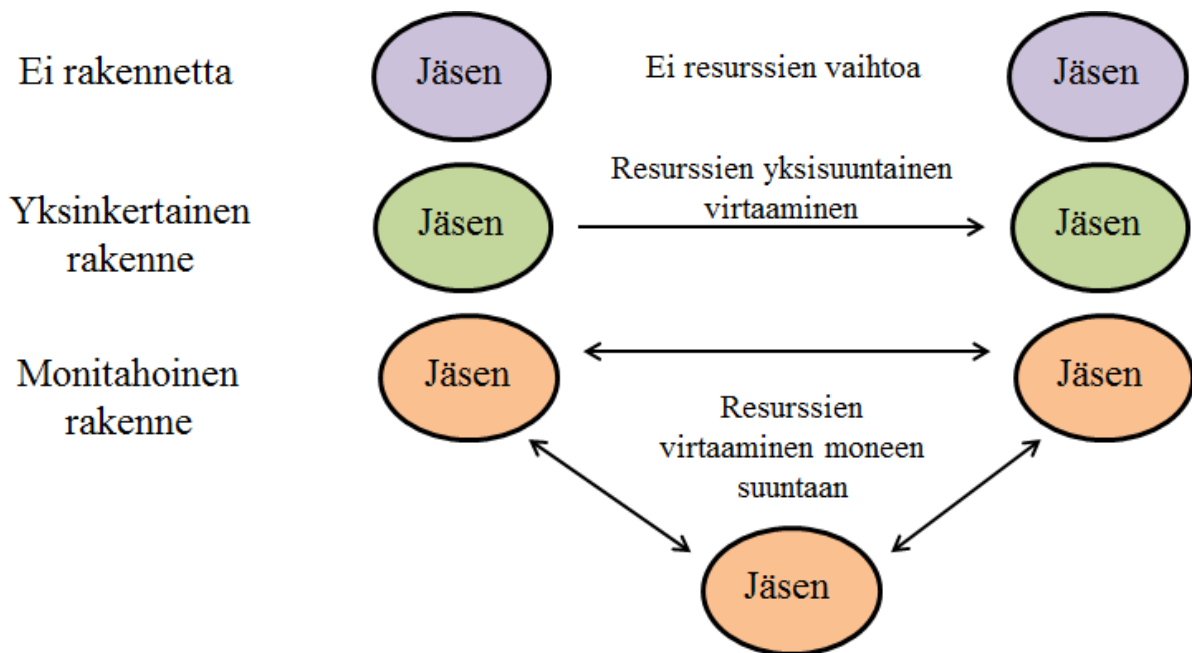 Ei rakennetta
Jäsen
Ei resurssien vaihtoa
Jäsen
Yksinkertainen
rakenne
Jäsen
Resurssien yksisuuntainen
virtaaminen
Jäsen
Monitahoinen
rakenne
Jäsen
Jäsen
Resurssien
virtaaminen moneen
suuntaan
Jäsen